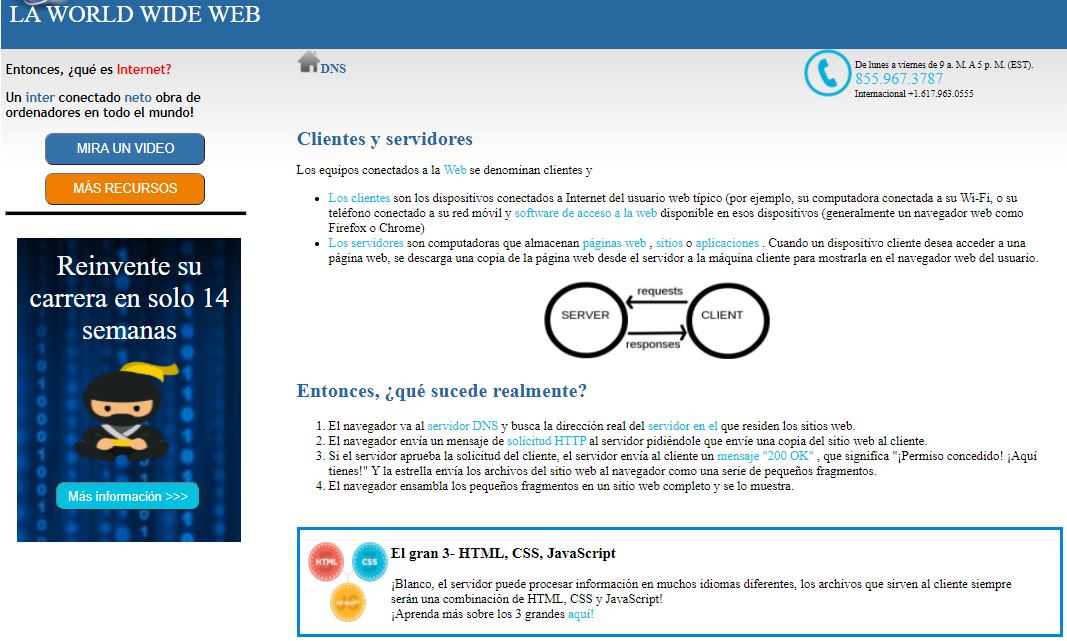 LA WORLD WIDE WEB
Entonces, ¿qué es Internet?
Un inter conectado neto obra de
ordenadores en todo el mundo!
MIRA UN VIDEO
MÁS RECURSOS
Reinvente su
carrera en solo 14
semanas
Más información >>>
DNS
De lunes a viernes de 9 a. M. A 5 p. M. (EST).
855.967.3787
Internacional +1.617.963.0555
Clientes y servidores
Los equipos conectados a la Web se denominan clientes y
Los clientes son los dispositivos conectados a Internet del usuario web típico (por ejemplo, su computadora conectada a su Wi-Fi, o su
teléfono conectado a su red móvil y software de acceso a la web disponible en esos dispositivos (generalmente un navegador web como
Firefox o Chrome)
Los servidores son computadoras que almacenan páginas web , sitios o aplicaciones . Cuando un dispositivo cliente desea acceder a una
página web, se descarga una copia de la página web desde el servidor a la máquina cliente para mostrarla en el navegador web del usuario.
requests
SERVER
CLIENT
responses
Entonces, ¿qué sucede realmente?
1. El navegador va al servidor DNS y busca la dirección real del servidor en el que residen los sitios web.
2. El navegador envía un mensaje de solicitud HTTP al servidor pidiéndole que envíe una copia del sitio web al cliente.
3. Si el servidor aprueba la solicitud del cliente, el servidor envía al cliente un mensaje "200 OK" , que significa "¡Permiso concedido! ¡Aquí
tienes!" Y la estrella envía los archivos del sitio web al navegador como una serie de pequeños fragmentos.
4. El navegador ensambla los pequeños fragmentos en un sitio web completo y se lo muestra.
HTML
CSS
El gran 3- HTML, CSS, JavaScript
¡Blanco, el servidor puede procesar información en muchos idiomas diferentes, los archivos que sirven al cliente siempre
serán una combinación de HTML, CSS y JavaScript!
¡Aprenda más sobre los 3 grandes aquí!